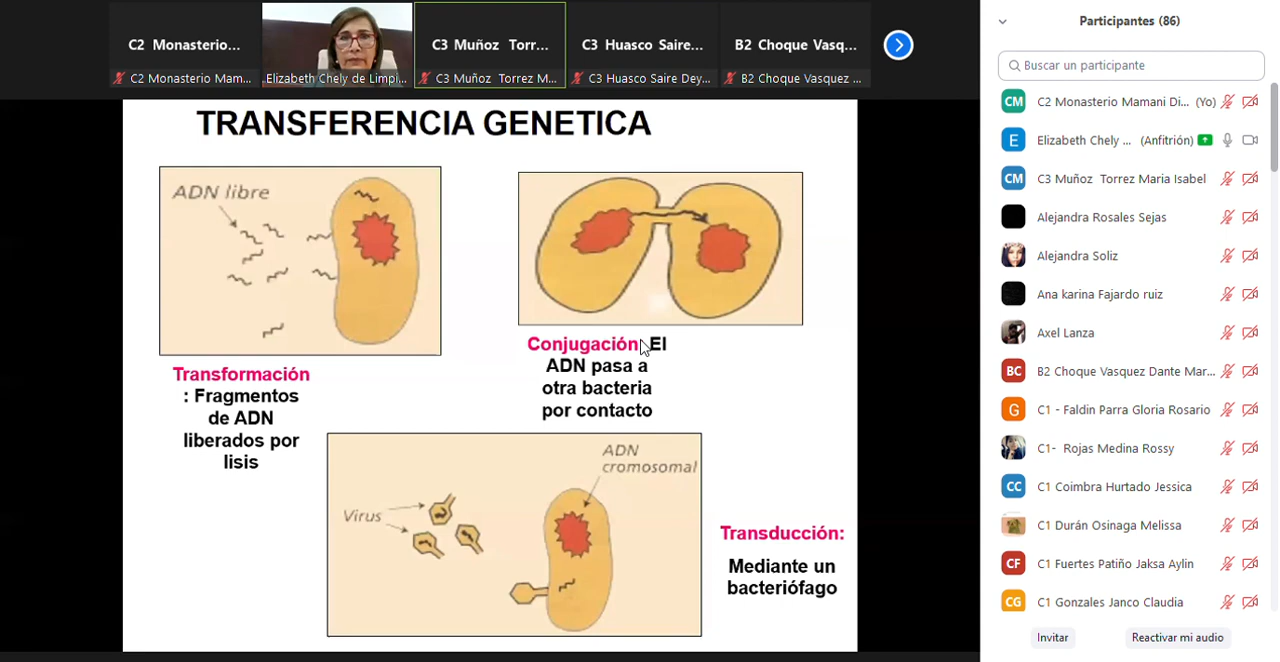 C2 Monasterio...
C3 Muñoz Torr...
C3 Huasco Saire...
B2 Choque Vasq...
C2 Monasterio Mam...
Elizabeth Chely de Limpi...
C3 Muñoz Torrez M...
C3 Huasco Saire Dey...
B2 Choque Vasquez ...
TRANSFERENCIA GENETICA
ADN libre
Transformación
: Fragmentos
de ADN
liberados por
lisis
Conjugación: El
ADN pasa a
otra bacteria
por contacto
ADN
cromosomal
Virus
Transducción:
Mediante un
bacteriófago
Participantes (86)
Buscar un participante
CM C2 Monasterio Mamani Di... (Yo)
E Elizabeth Chely ... (Anfitrión)
CM C3 Muñoz Torrez Maria Isabel
Alejandra Rosales Sejas
Alejandra Soliz
Ana karina Fajardo ruiz
Axel Lanza
BC B2 Choque Vasquez Dante Mar...
G C1 - Faldin Parra Gloria Rosario
C1- Rojas Medina Rossy
CC C1 Coimbra Hurtado Jessica
C1 Durán Osinaga Melissa
CF C1 Fuertes Patiño Jaksa Aylin
CG C1 Gonzales Janco Claudia
Invitar
Reactivar mi audio